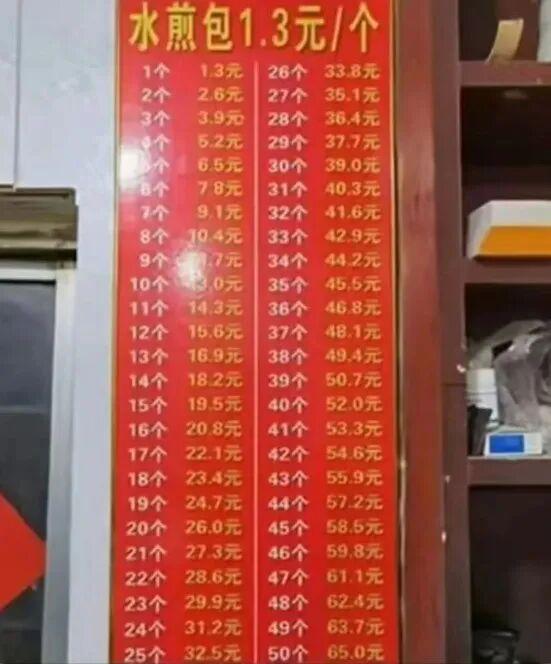 水煎包1.3元/个
1个 1.3元 26个 33.8元
2个 2.6元 27个 35.1元
3个 3.9元 28个 36.4元
4个 5.2元 29个 37.7元
5个 6.5元 30个 39.0元
6个 7.8元 31个 40.3元
7个 9.1元 32个 41.6元
8个 10.4元 33个 42.9元
9个 11.7元 34个 44.2元
10个 13.0元 35个 45.5元
11个 14.3元 36个 46.8元
12个 15.6元 37个 48.1元
13个 16.9元 38个 49.4元
14个 18.2元 39个 50.7元
15个 19.5元 40个 52.0元
16个 20.8元 41个 53.3元
17个 22.1元 42个 54.6元
18个 23.4元 43个 55.9元
19个 24.7元 44个 57.2元
20个 26.0元 45个 58.5元
21个 27.3元 46个 59.8元
22个 28.6元 47个 61.1元
23个 29.9元 48个 62.4元
24个 31.2元 49个 63.7元
25个 32.5元 50个 65.0元